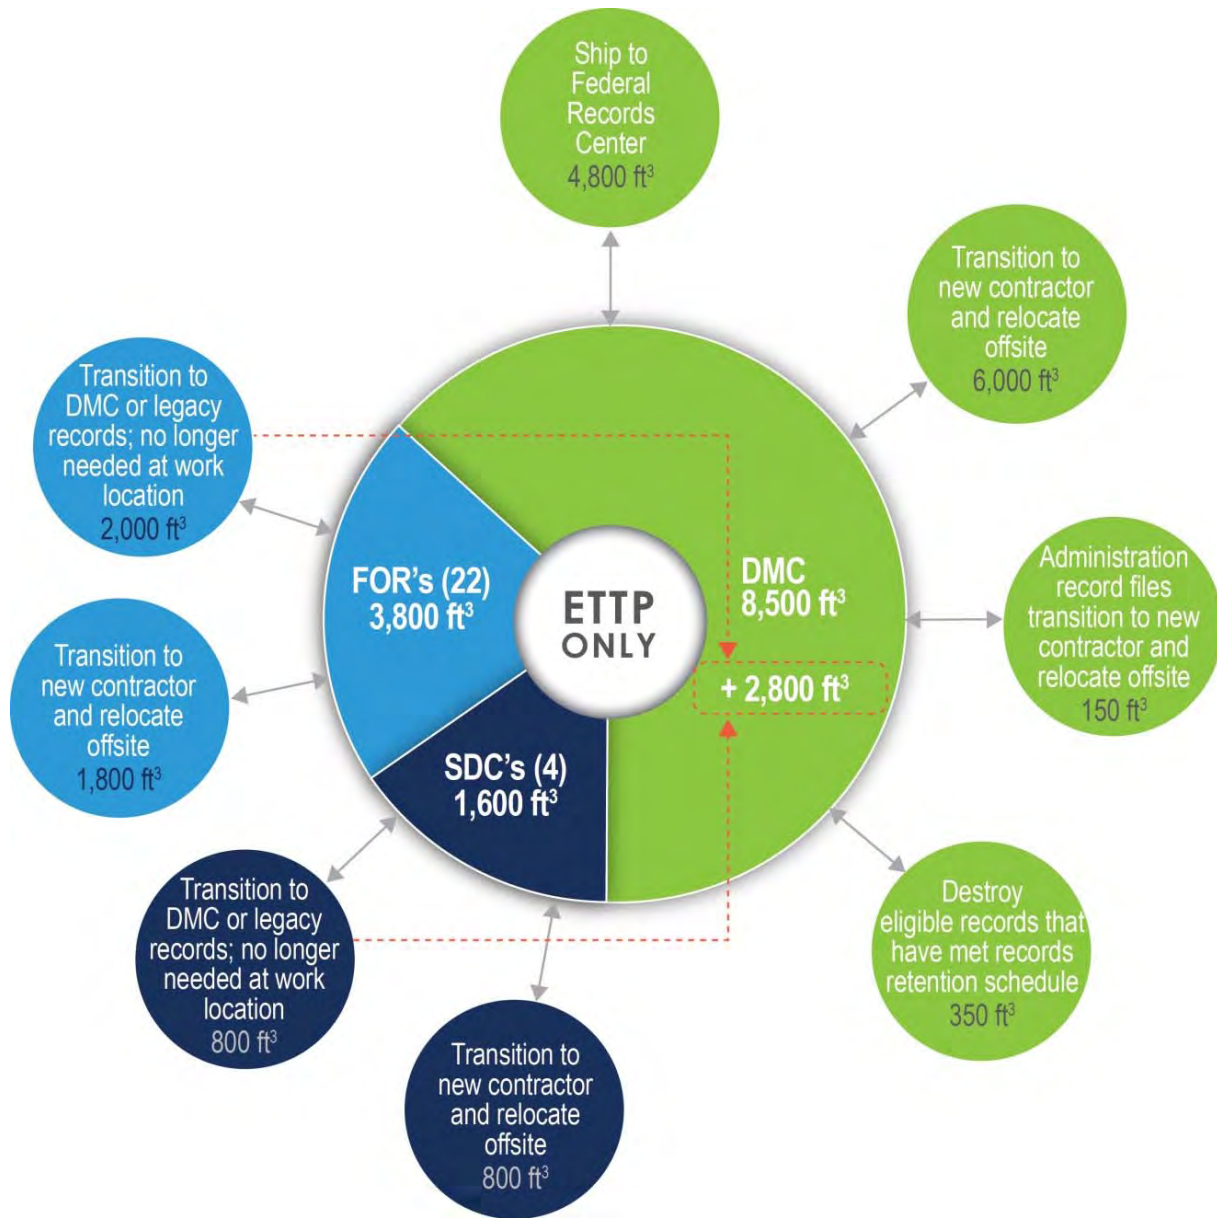 Ship to
Federal
Records
Center
4,800 ft³
Transition to
new contractor
and relocate
offsite
6,000 ft³
Transition to
DMC or legacy
records; no longer
needed at work
location
2,000 ft³
FOR's (22)
3,800 ft³
ETTP
ONLY
DMC
8,500 ft³
+ 2,800 ft³
Administration
record files
transition to new
contractor and
relocate offsite
150 ft³
Transition to
new contractor
and relocate
offsite
1,800 ft³
SDC's (4)
1,600 ft³
Transition to
DMC or legacy
records; no longer
needed at work
location
800 ft³
Destroy
eligible records that
have met records
retention schedule
350 ft³
Transition to
new contractor
and relocate
offsite
800 ft³